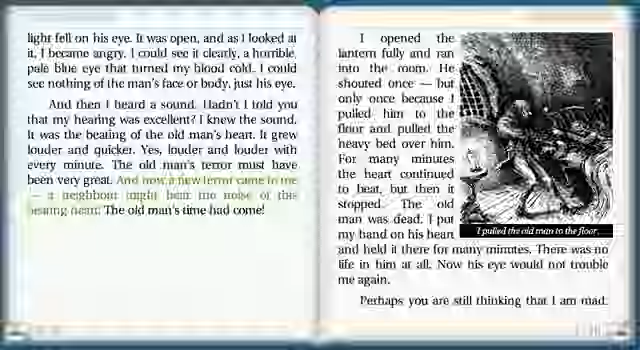 light fell on his eye. It was open, and as I looked at
it, I became angry. I could see it clearly, a horrible,
pale blue eye that turned my blood cold. I could
see nothing of the man's face or body, just his eye.
And then I heard a sound. Hadn't I told you
that my hearing was excellent? I knew the sound.
It was the beating of the old man's heart. It grew
louder and quicker. Yes, louder and louder with
every minute. The old man's terror must have
been very great. And now a new terror came to me
— a neighbour might hear the noise of the
beating heart! The old man's time had come!
I opened the
lantern fully and ran
into the room. He
shouted once — but
only once because I
pulled him to the
floor and pulled the
heavy bed over him.
For many minutes
the heart continued
to beat, but then it
stopped. The old
man was dead. I put
my hand on his heart
I pulled the old man to the floor.
and held it there for many minutes. There was no
life in him at all. Now his eye would not trouble
me again.
Perhaps you are still thinking that I am mad.